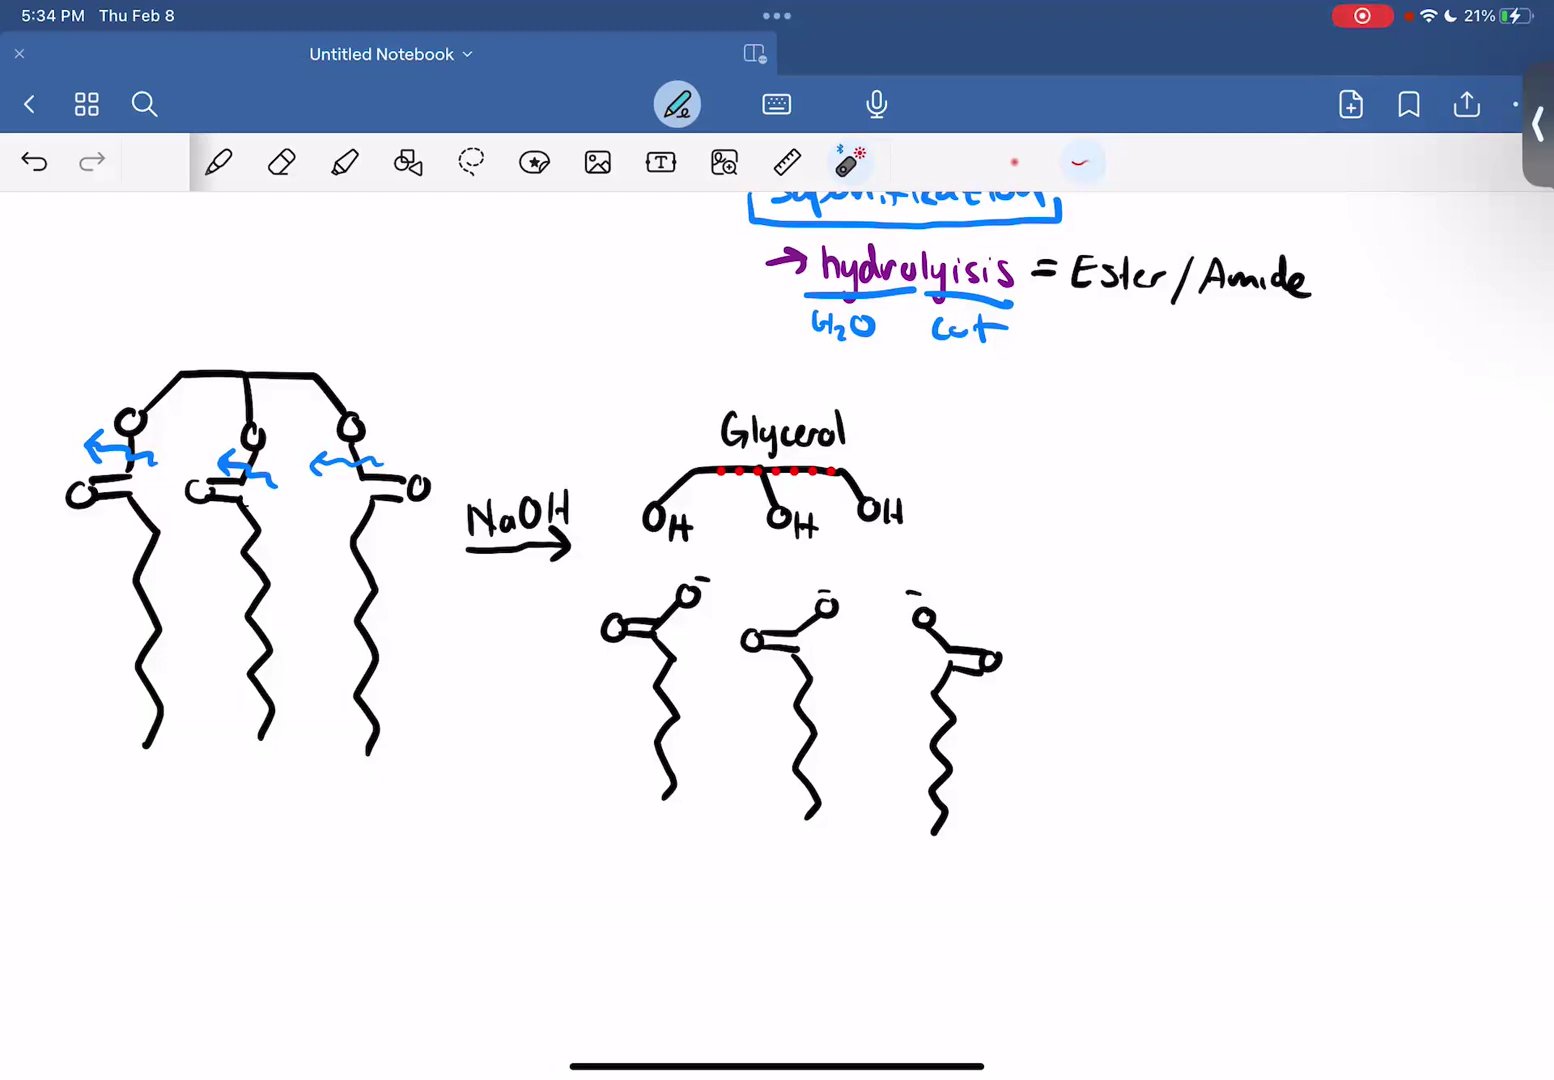 5:34 PM Thu Feb 8
21%
Untitled Notebook
T
Saponification
→ hydrolyisis = Ester/Amide
H₂O cut
Glycerol
O O O
O O O
NaOH
OH OH OH
O⁻ O⁻ O⁻
O O O